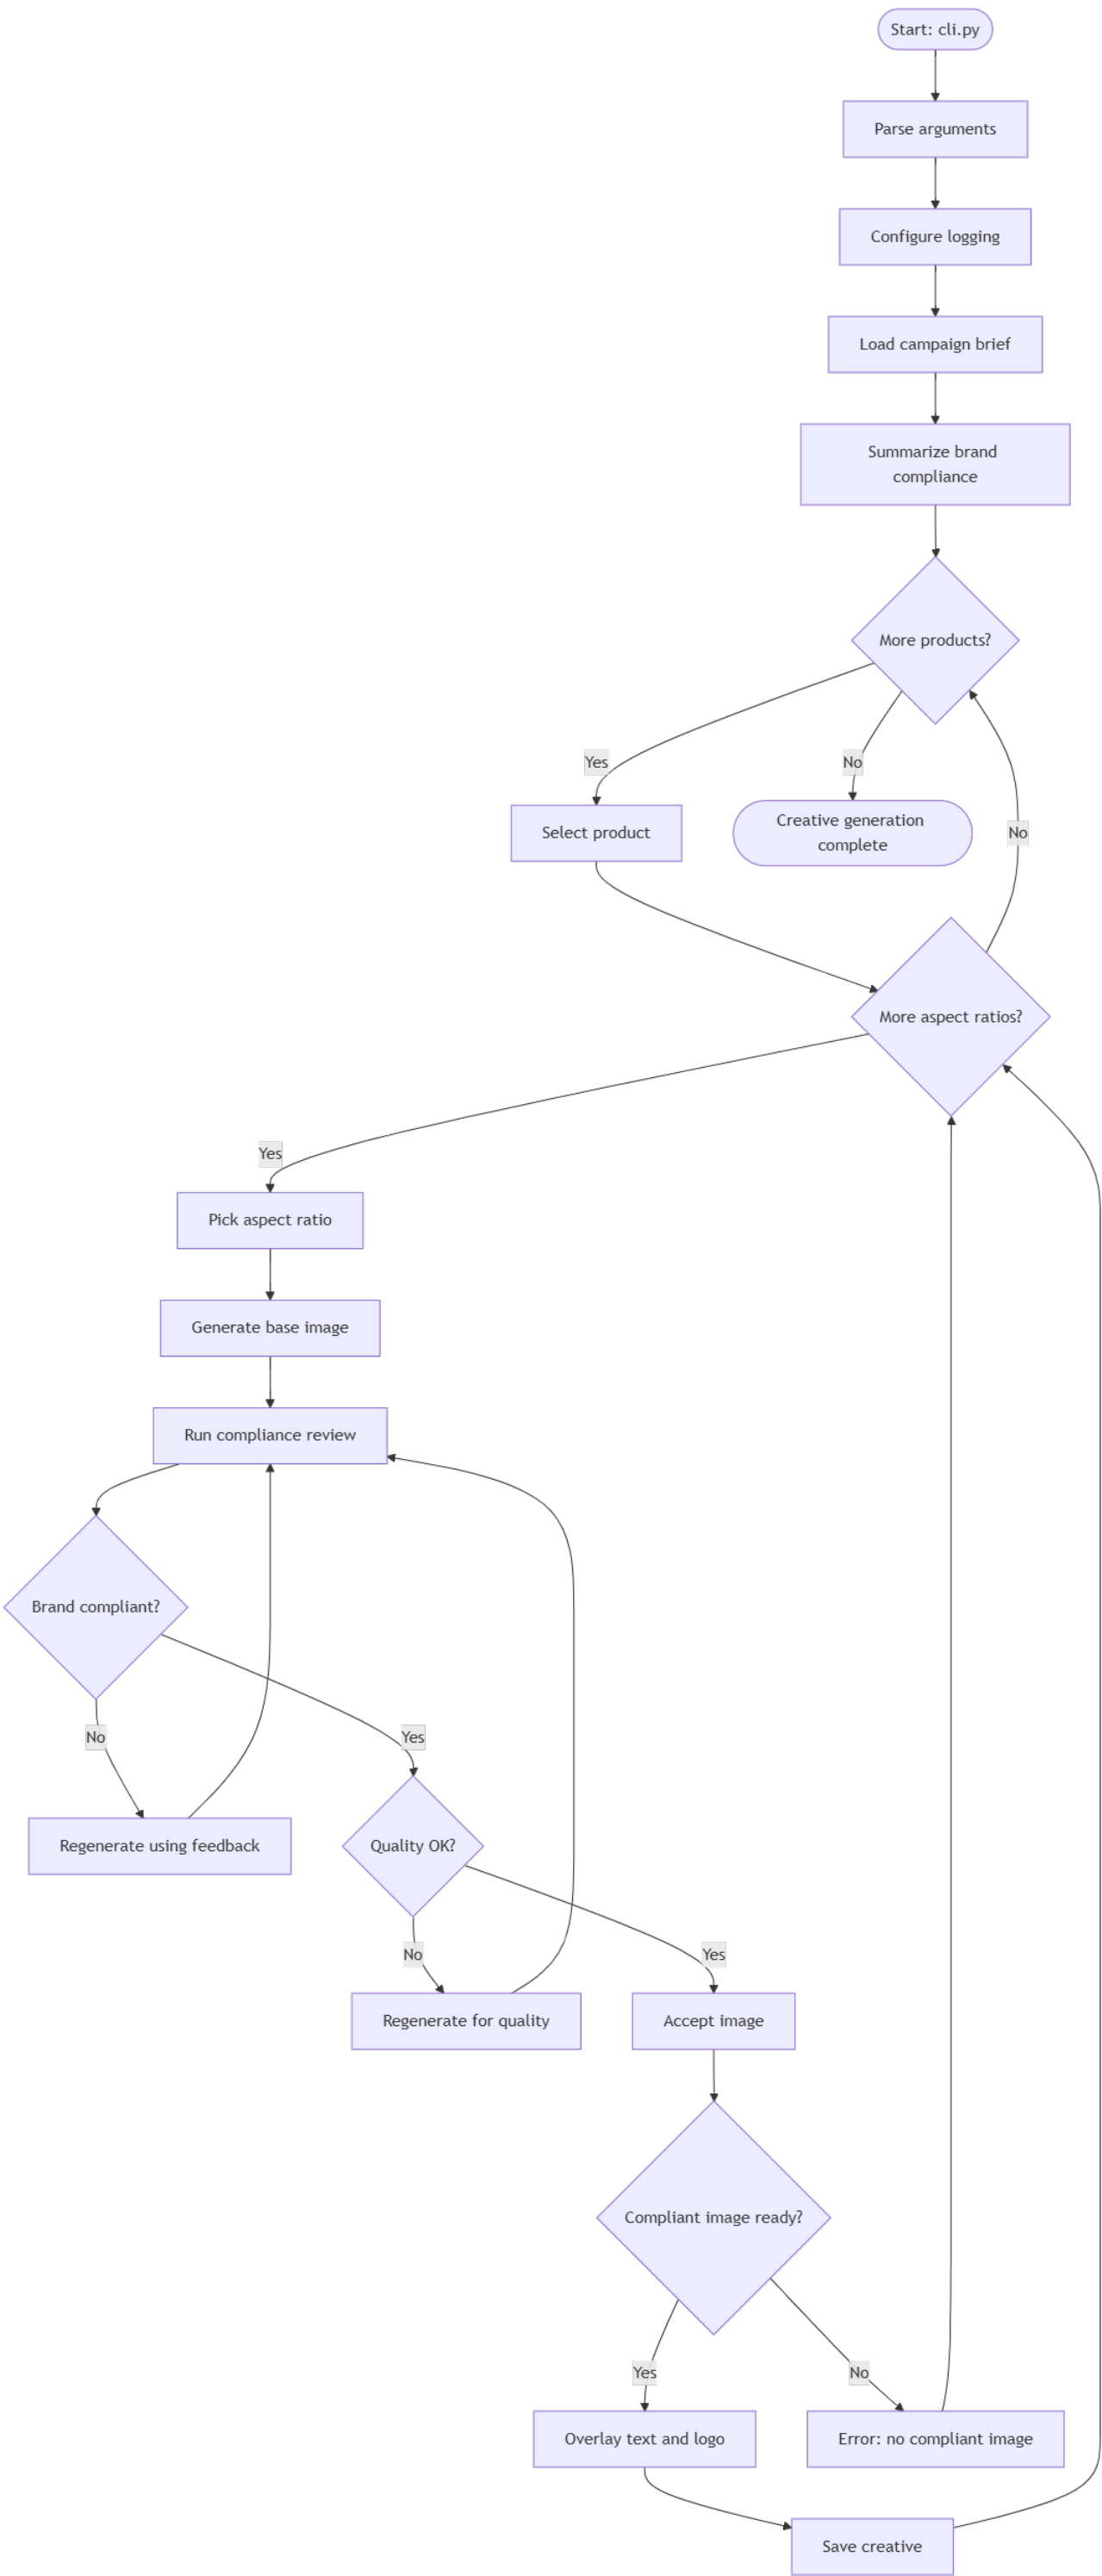 Start: cli.py
Parse arguments
Configure logging
Load campaign brief
Summarize brand
compliance
More products?
Yes
No
Select product
Creative generation
complete
No
More aspect ratios?
Yes
Pick aspect ratio
Generate base image
Run compliance review
Brand compliant?
No
Yes
Regenerate using feedback
Quality OK?
No
Yes
Regenerate for quality
Accept image
Compliant image ready?
Yes
No
Overlay text and logo
Error: no compliant image
Save creative